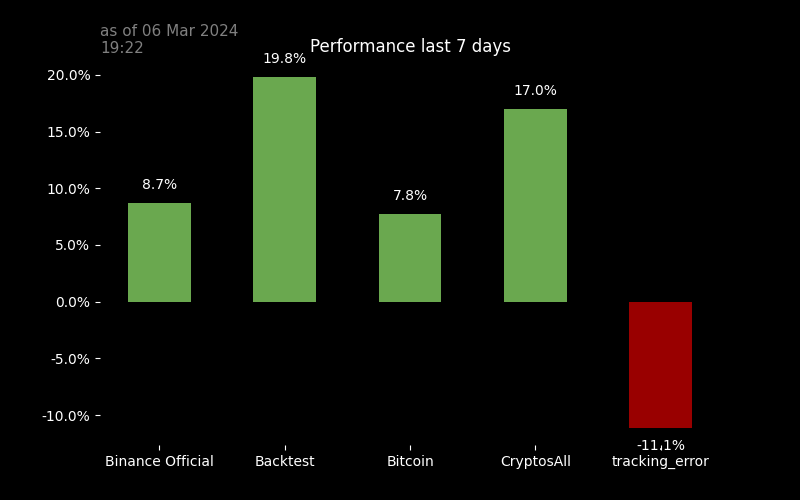 as of 06 Mar 2024
19:22
Performance last 7 days
20.0%
15.0%
10.0%
5.0%
0.0%
-5.0%
-10.0%
8.7%
19.8%
7.8%
17.0%
-11.1%
Binance Official
Backtest
Bitcoin
CryptosAll
tracking_error